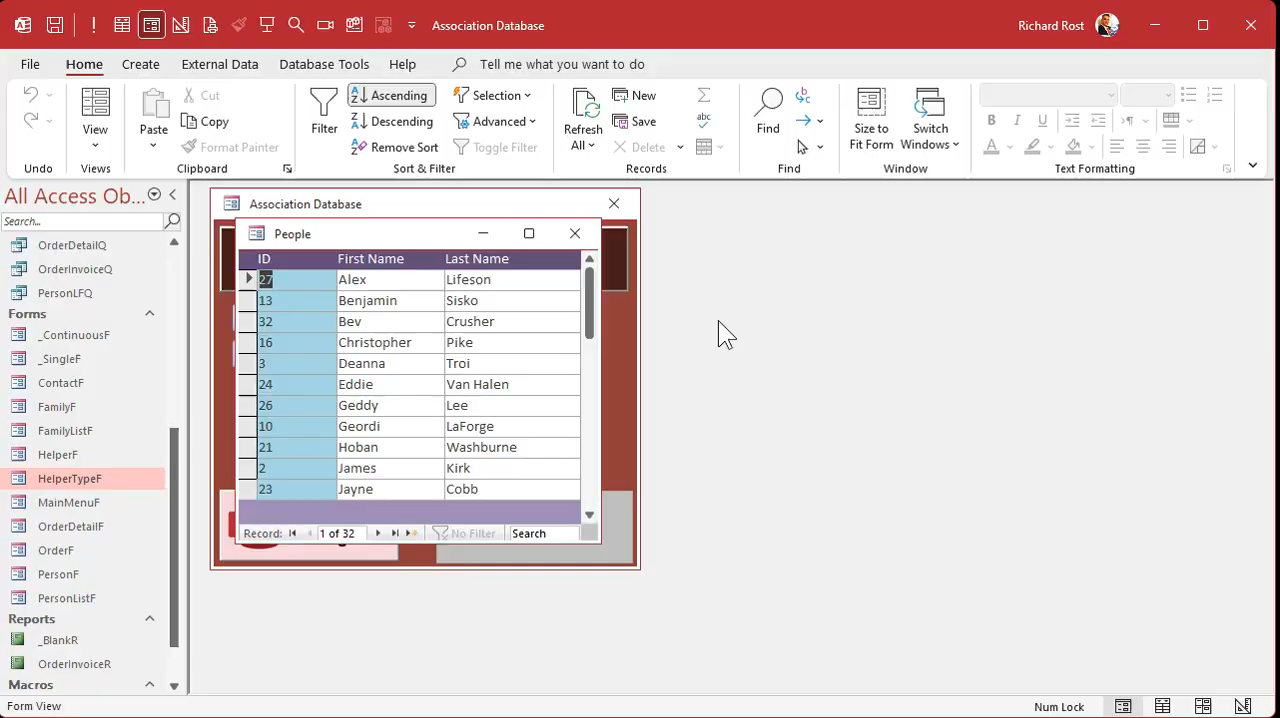 Association Database
Richard Rost
File
Home
Create
External Data
Database Tools
Help
Tell me what you want to do
Undo
View
Views
Paste
Cut
Copy
Format Painter
Clipboard
Filter
Ascending
Descending
Remove Sort
Selection
Advanced
Toggle Filter
Sort & Filter
Refresh
All
New
Save
Delete
Records
Find
Find
Size to
Fit Form
Switch
Windows
Window
B I U
A
Text Formatting
All Access Ob...
Search...
OrderDetailQ
OrderInvoiceQ
PersonLFQ
Forms
_ContinuousF
_SingleF
ContactF
FamilyF
FamilyListF
HelperF
HelperTypeF
MainMenuF
OrderDetailF
OrderF
PersonF
PersonListF
Reports
_BlankR
OrderInvoiceR
Macros
Association Database
People
ID First Name Last Name
27 Alex Lifeson
13 Benjamin Sisko
32 Bev Crusher
16 Christopher Pike
3 Deanna Troi
24 Eddie Van Halen
26 Geddy Lee
10 Geordi LaForge
21 Hoban Washburne
2 James Kirk
23 Jayne Cobb
Record: 1 of 32 No Filter Search
Form View
Num Lock